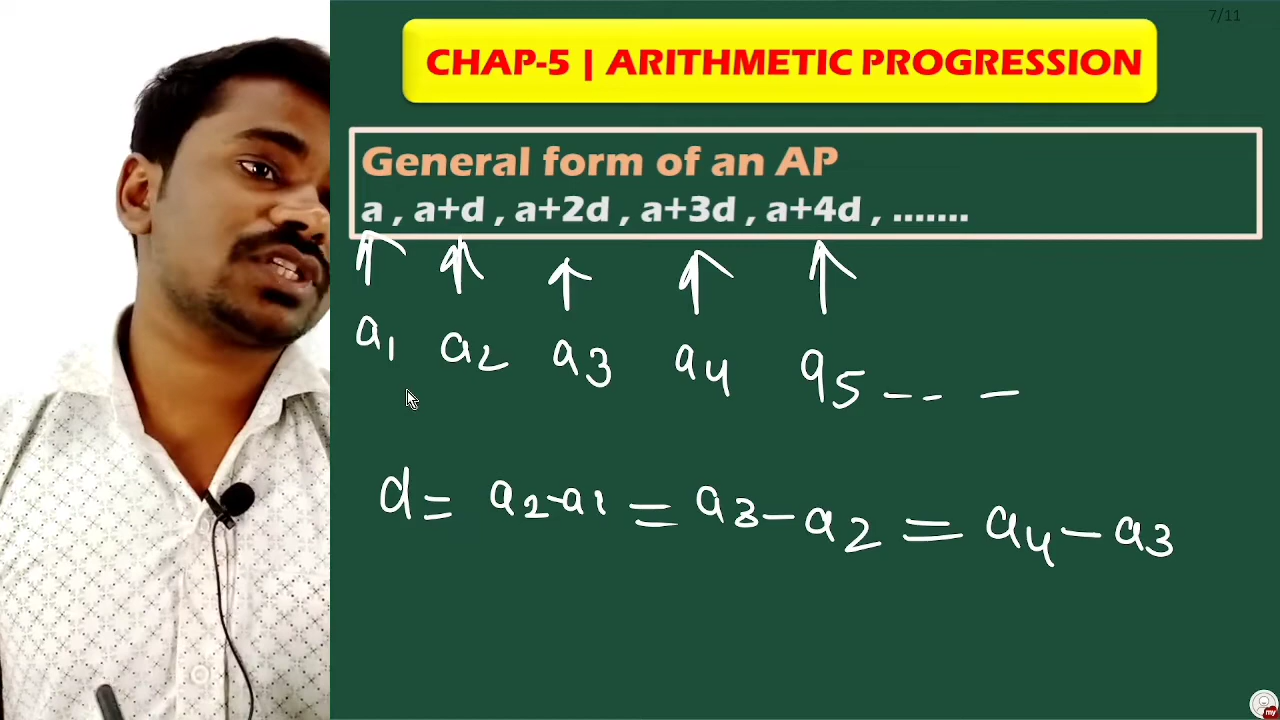 7/11
CHAP-5 | ARITHMETIC PROGRESSION
General form of an AP
a , a+d , a+2d , a+3d , a+4d , .......
a1 a2 a3 a4 a5 -- -
d = a2-a1 = a3-a2 = a4-a3
my